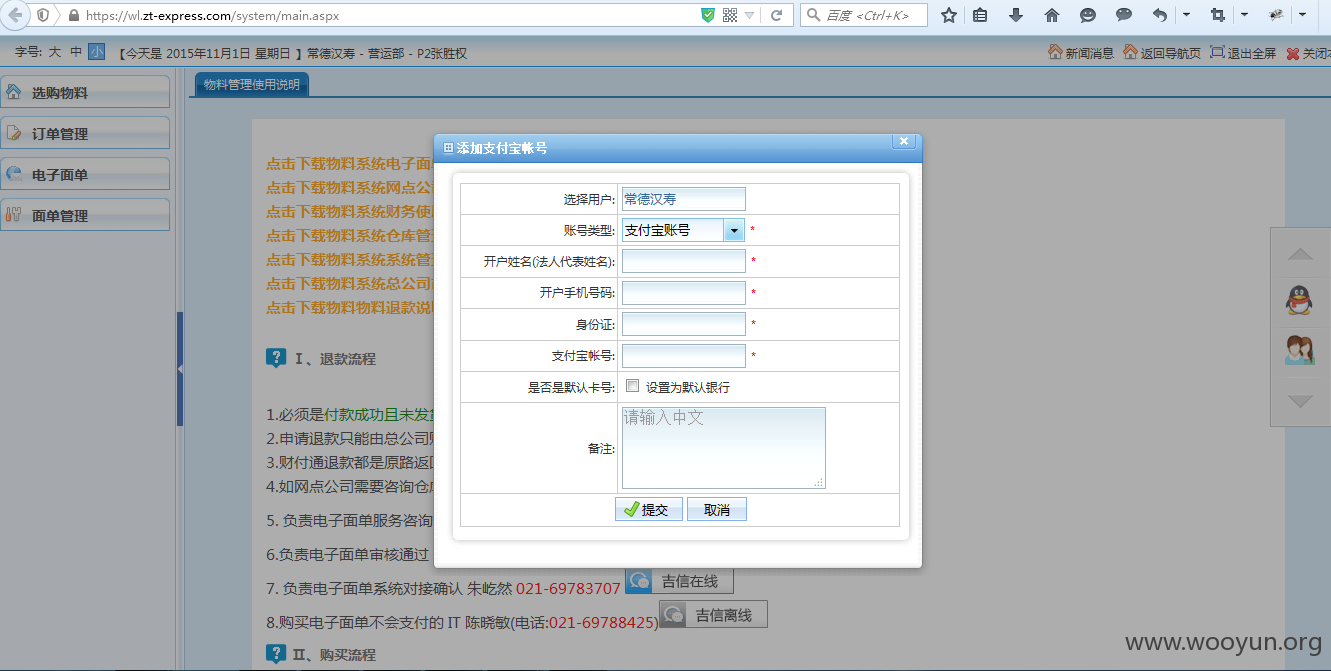 https://wl.zt-express.com/system/main.aspx
百度 <Ctrl+K>
字号: 大 中 小 【今天是 2015年11月1日 星期日 】常德汉寿 - 营运部 - P2张胜权
新闻消息 返回导航页 退出全屏 关闭
选购物料
订单管理
电子面单
面单管理
物料管理使用说明
点击下载物料系统电子面
点击下载物料系统网点公
点击下载物料系统财务使
点击下载物料系统仓库管
点击下载物料系统系统管
点击下载物料系统总公司
点击下载物料物料退款说
? I 、退款流程
1.必须是付款成功且未发
2.申请退款只能由总公司
3.财付通退款都是原路返
4.如网点公司需要咨询仓
5. 负责电子面单服务咨询
6.负责电子面单审核通过
7. 负责电子面单系统对接确认 朱屹然 021-69783707 吉信在线
8.购买电子面单不会支付的 IT 陈晓敏(电话:021-69788425) 吉信离线
? II、购买流程
添加支付宝帐号
选择用户: 常德汉寿
账号类型: 支付宝账号 *
开户姓名(法人代表姓名): *
开户手机号码: *
身份证: *
支付宝帐号: *
是否是默认卡号: 设置为默认银行
备注: 请输入中文
提交 取消
www.wooyun.org